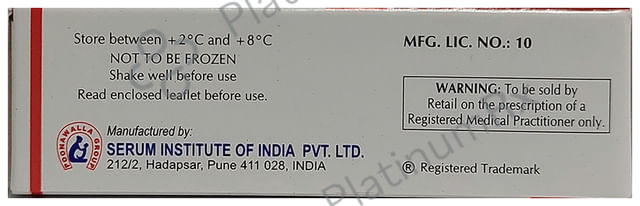 Store between +2°C and +8°C
NOT TO BE FROZEN
Shake well before use
Read enclosed leaflet before use.
MFG. LIC. NO.: 10
WARNING: To be sold by
Retail on the prescription of a
Registered Medical Practitioner only.
POONAWALLA GROUP
Manufactured by:
SERUM INSTITUTE OF INDIA PVT. LTD.
212/2, Hadapsar, Pune 411 028, INDIA
® Registered Trademark